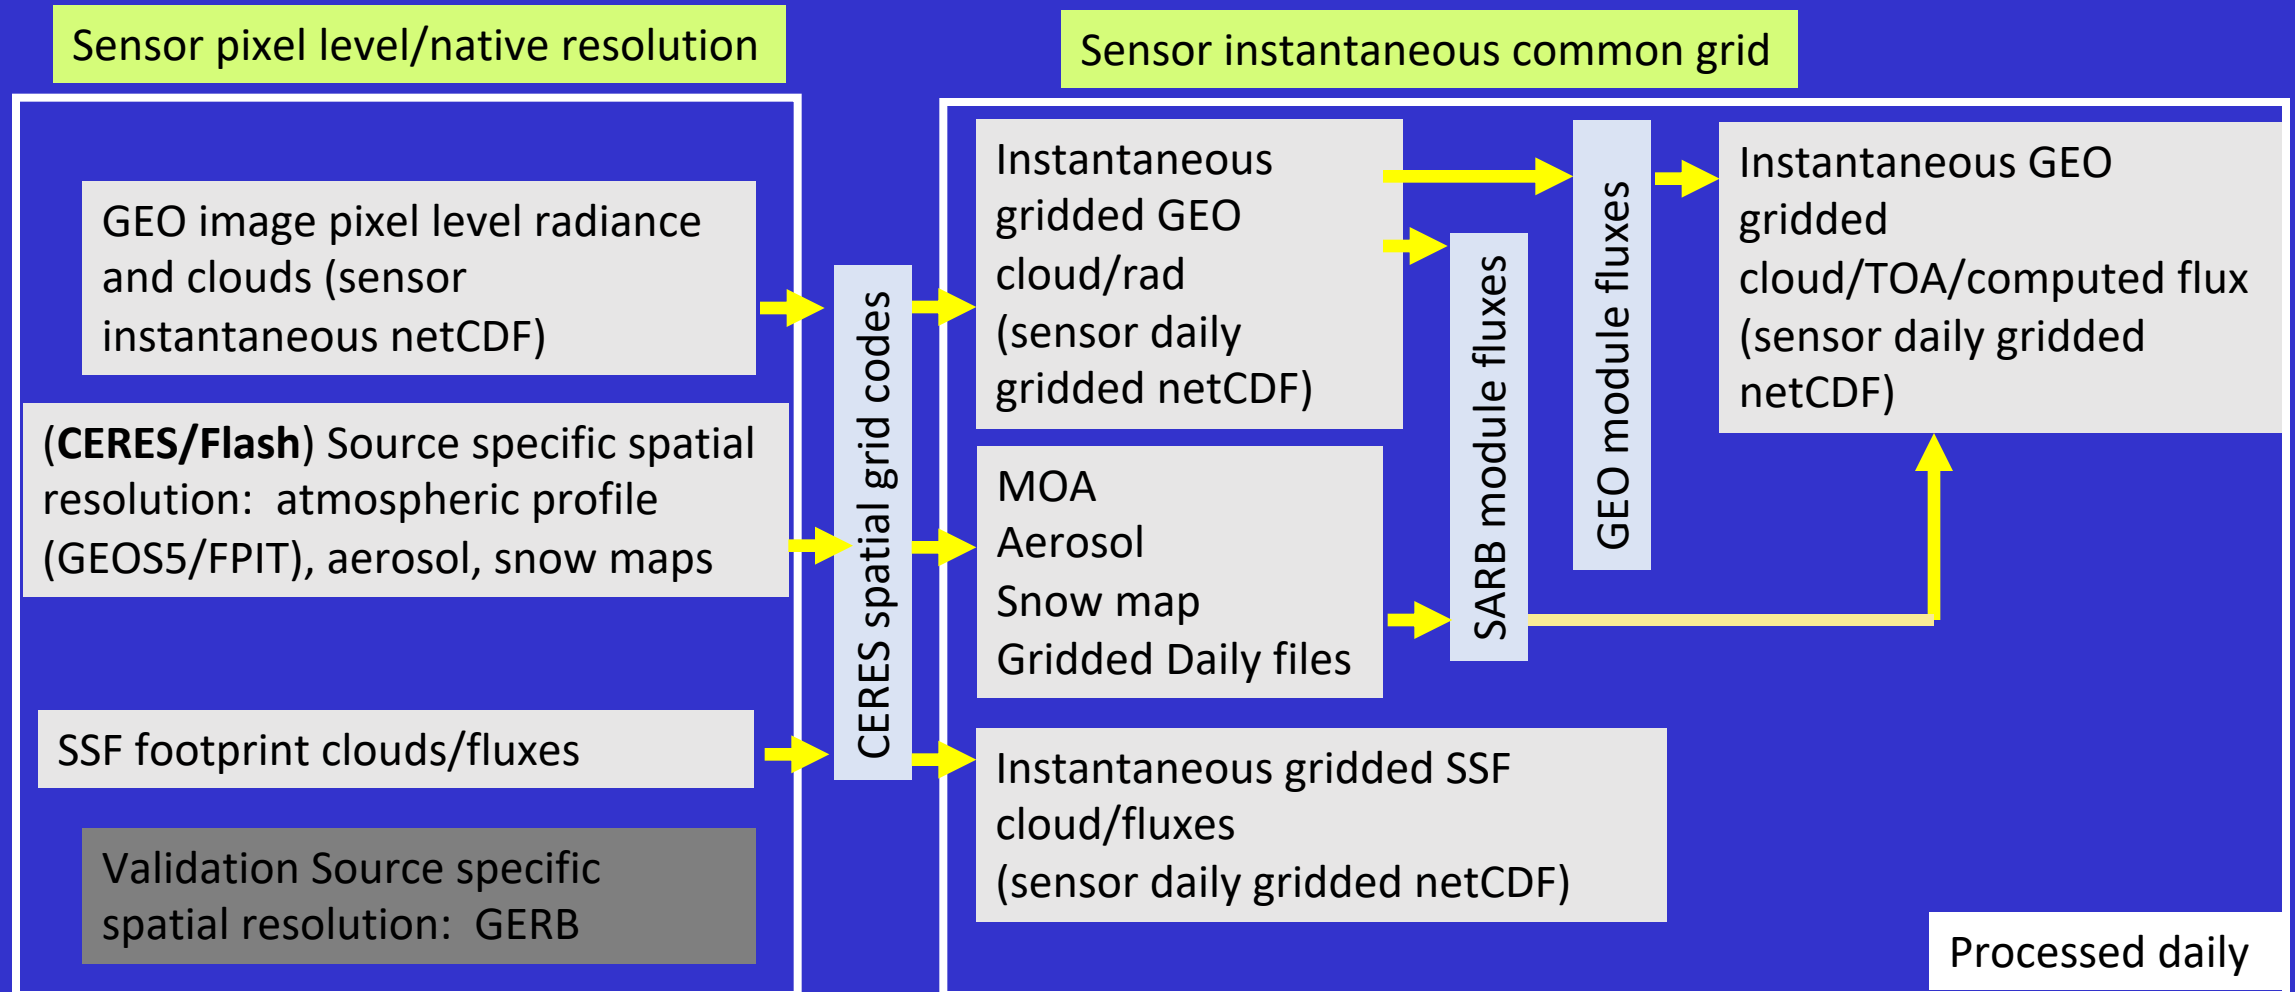 Sensor pixel level/native resolution
Sensor instantaneous common grid
GEO image pixel level radiance
and clouds (sensor
instantaneous netCDF)
(CERES/Flash) Source specific spatial
resolution:  atmospheric profile
(GEOS5/FPIT), aerosol, snow maps
SSF footprint clouds/fluxes
Validation Source specific
spatial resolution:  GERB
CERES spatial grid codes
Instantaneous
gridded GEO
cloud/rad
(sensor daily
gridded netCDF)
MOA
Aerosol
Snow map
Gridded Daily files
Instantaneous gridded SSF
cloud/fluxes
(sensor daily gridded netCDF)
SARB module fluxes
GEO module fluxes
Instantaneous GEO
gridded
cloud/TOA/computed flux
(sensor daily gridded
netCDF)
Processed daily